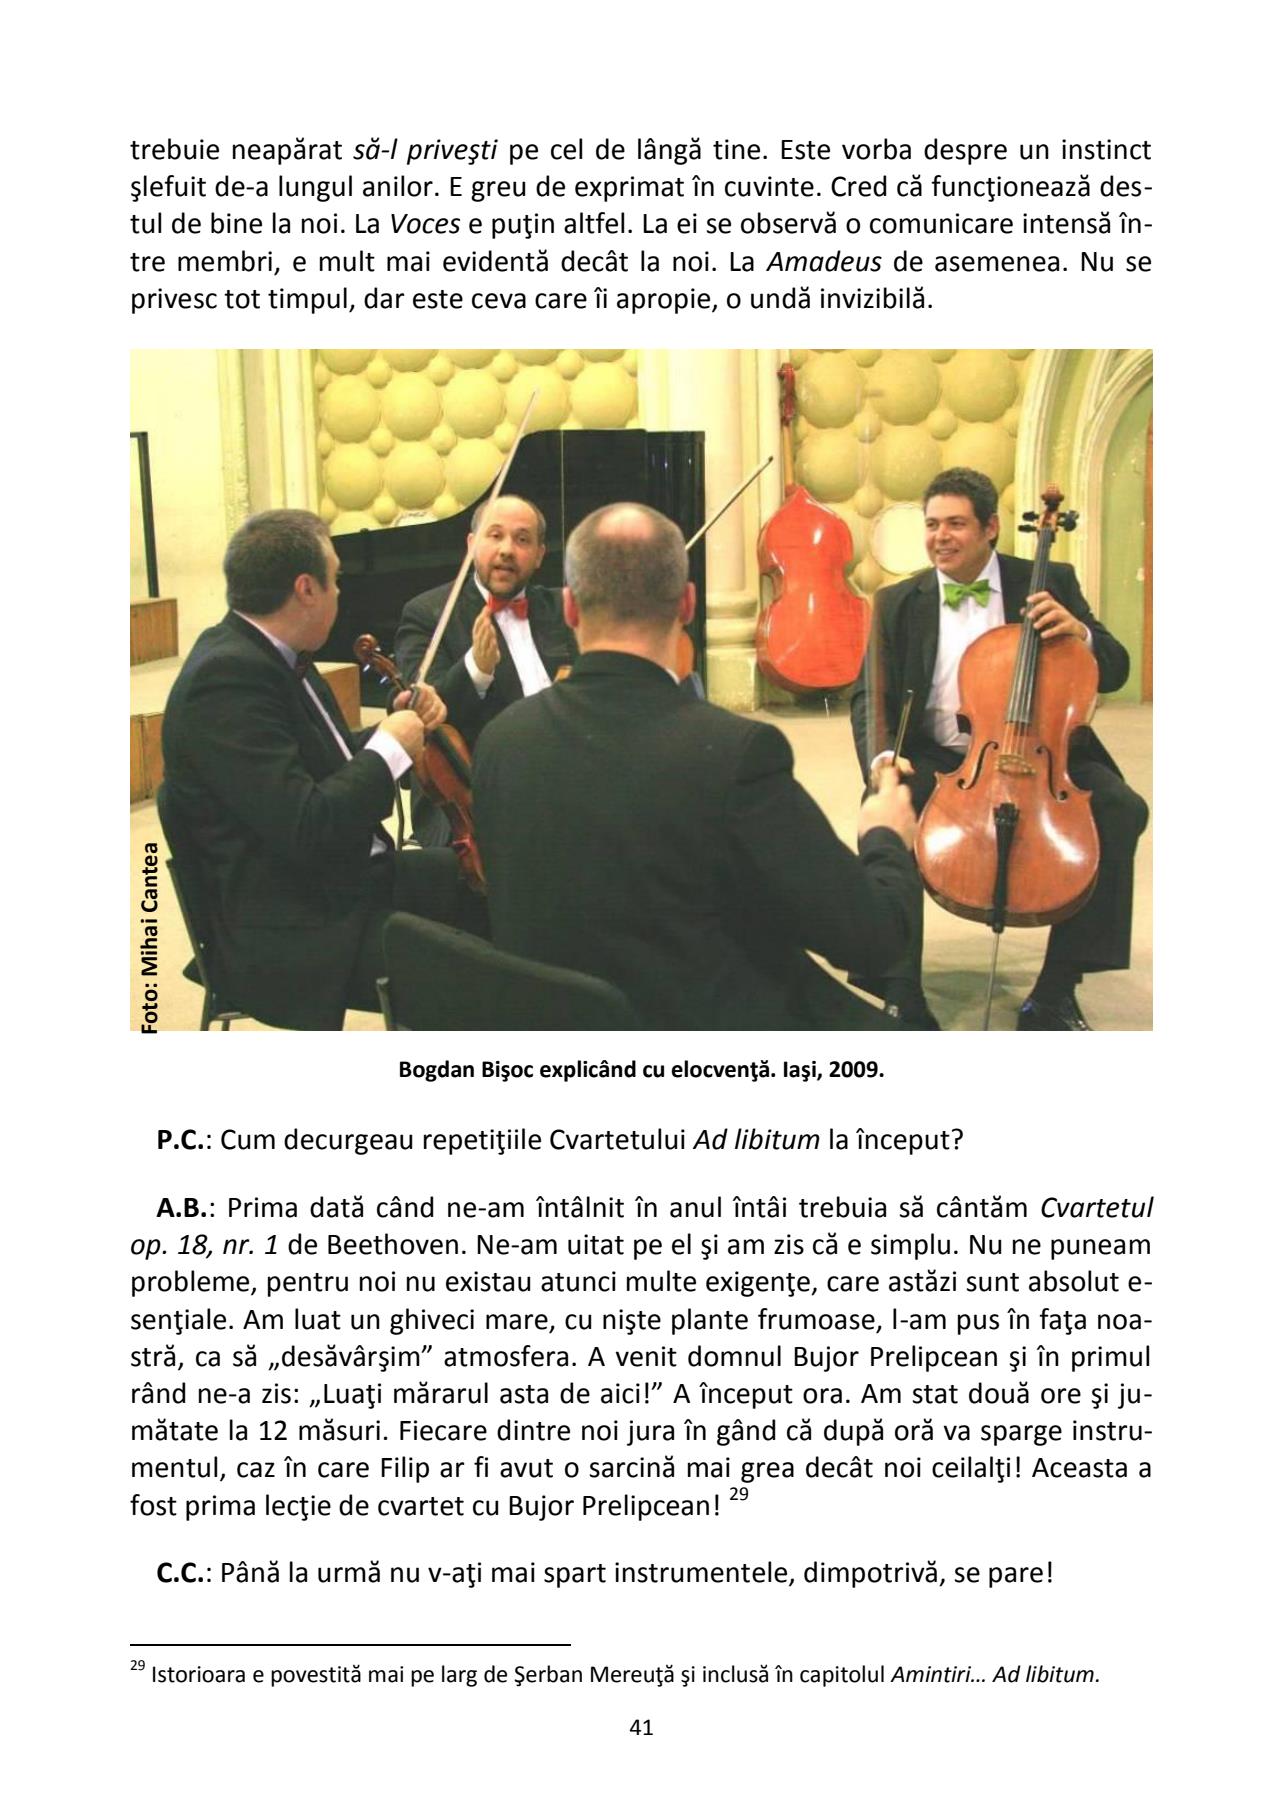 trebuie neapărat să-l priveşti pe cel de lângă tine. Este vorba despre un instinct
şlefuit de-a lungul anilor. E greu de exprimat în cuvinte. Cred că funcţionează des-
tul de bine la noi. La Voces e puţin altfel. La ei se observă o comunicare intensă în-
tre membri, e mult mai evidentă decât la noi. La Amadeus de asemenea. Nu se
privesc tot timpul, dar este ceva care îi apropie, o undă invizibilă.
Foto: Mihai Cantea
Bogdan Bişoc explicând cu elocvenţă. Iaşi, 2009.
P.C.: Cum decurgeau repetiţiile Cvartetului Ad libitum la început?
A.B.: Prima dată când ne-am întâlnit în anul întâi trebuia să cântăm Cvartetul
op. 18, nr. 1 de Beethoven. Ne-am uitat pe el şi am zis că e simplu. Nu ne puneam
probleme, pentru noi nu existau atunci multe exigenţe, care astăzi sunt absolut e-
senţiale. Am luat un ghiveci mare, cu nişte plante frumoase, l-am pus în faţa noa-
stră, ca să „desăvârşim” atmosfera. A venit domnul Bujor Prelipcean şi în primul
rând ne-a zis: „Luaţi mărarul asta de aici!” A început ora. Am stat două ore şi ju-
mătate la 12 măsuri. Fiecare dintre noi jura în gând că după oră va sparge instru-
mentul, caz în care Filip ar fi avut o sarcină mai grea decât noi ceilalţi! Aceasta a
fost prima lecţie de cvartet cu Bujor Prelipcean! 29
C.C.: Până la urmă nu v-aţi mai spart instrumentele, dimpotrivă, se pare!
29 Istorioara e povestită mai pe larg de Şerban Mereuţă şi inclusă în capitolul Amintiri… Ad libitum.
41